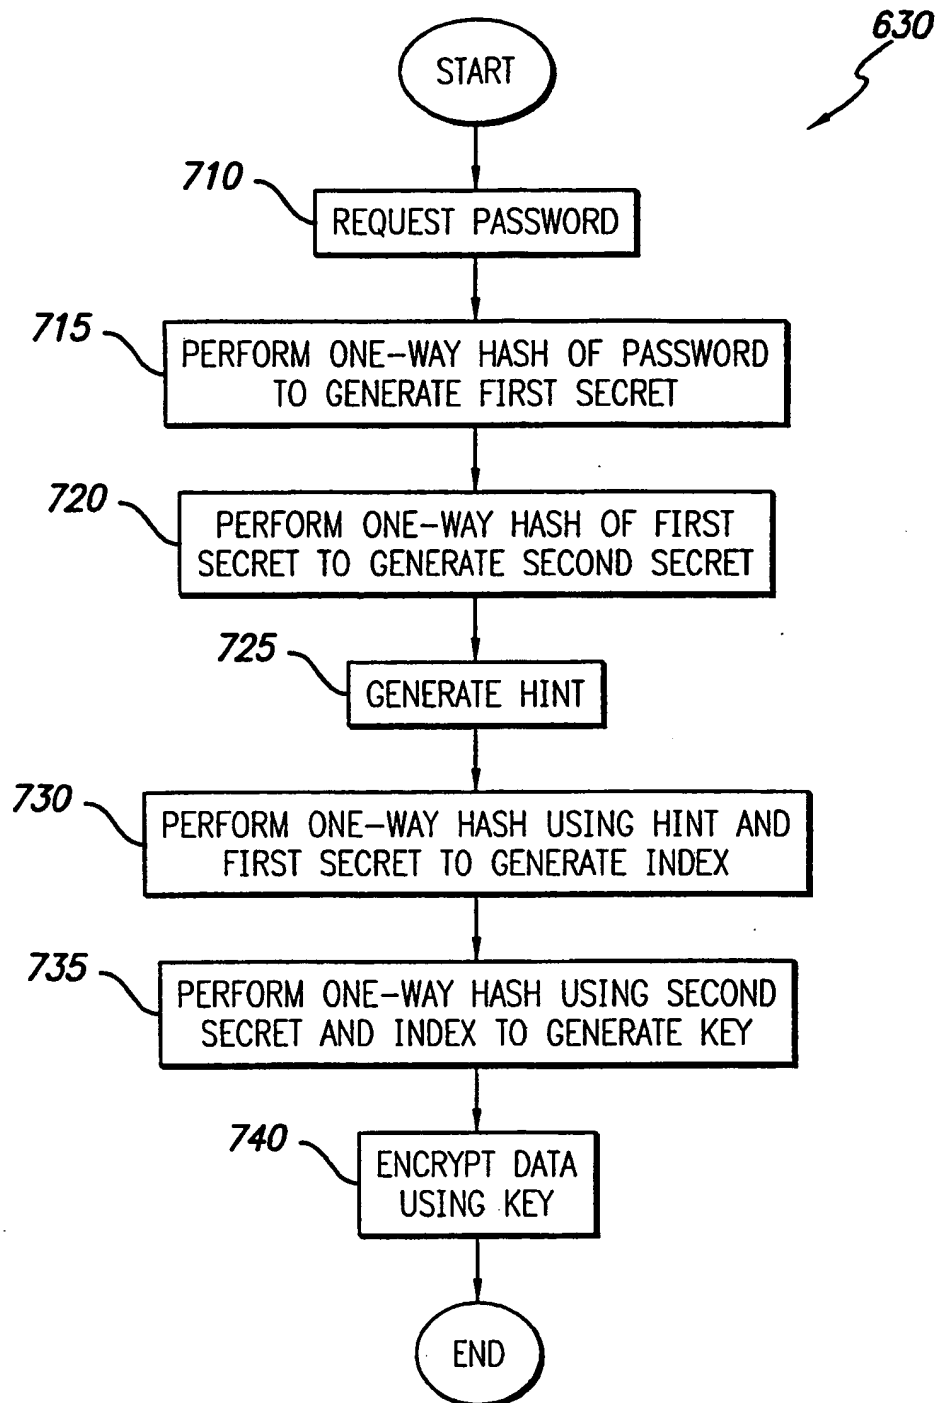 630
START
710
REQUEST PASSWORD
715
PERFORM ONE-WAY HASH OF PASSWORD
TO GENERATE FIRST SECRET
720
PERFORM ONE-WAY HASH OF FIRST
SECRET TO GENERATE SECOND SECRET
725
GENERATE HINT
730
PERFORM ONE-WAY HASH USING HINT AND
FIRST SECRET TO GENERATE INDEX
735
PERFORM ONE-WAY HASH USING SECOND
SECRET AND INDEX TO GENERATE KEY
740
ENCRYPT DATA
USING KEY
END